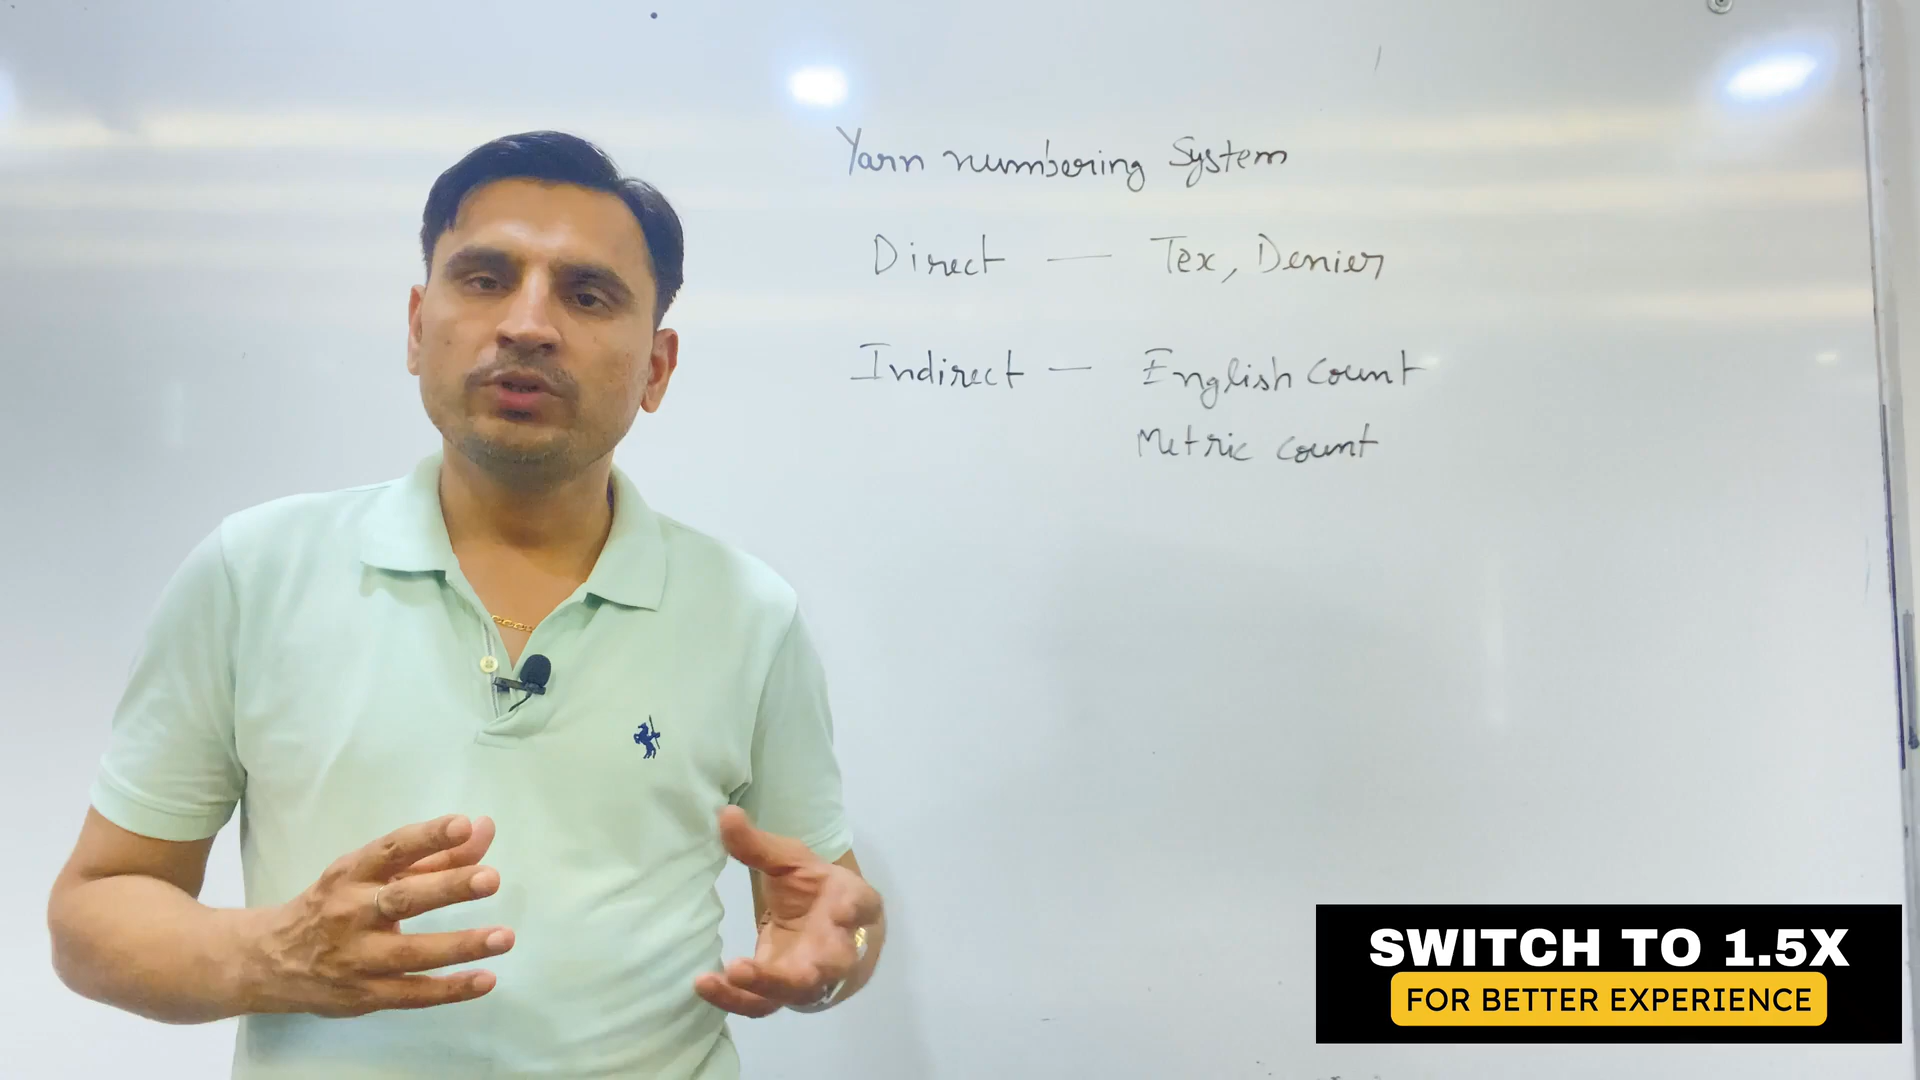 Yarn numbering System
Direct — Tex, Denier
Indirect — English Count
Metric count
SWITCH TO 1.5X
FOR BETTER EXPERIENCE